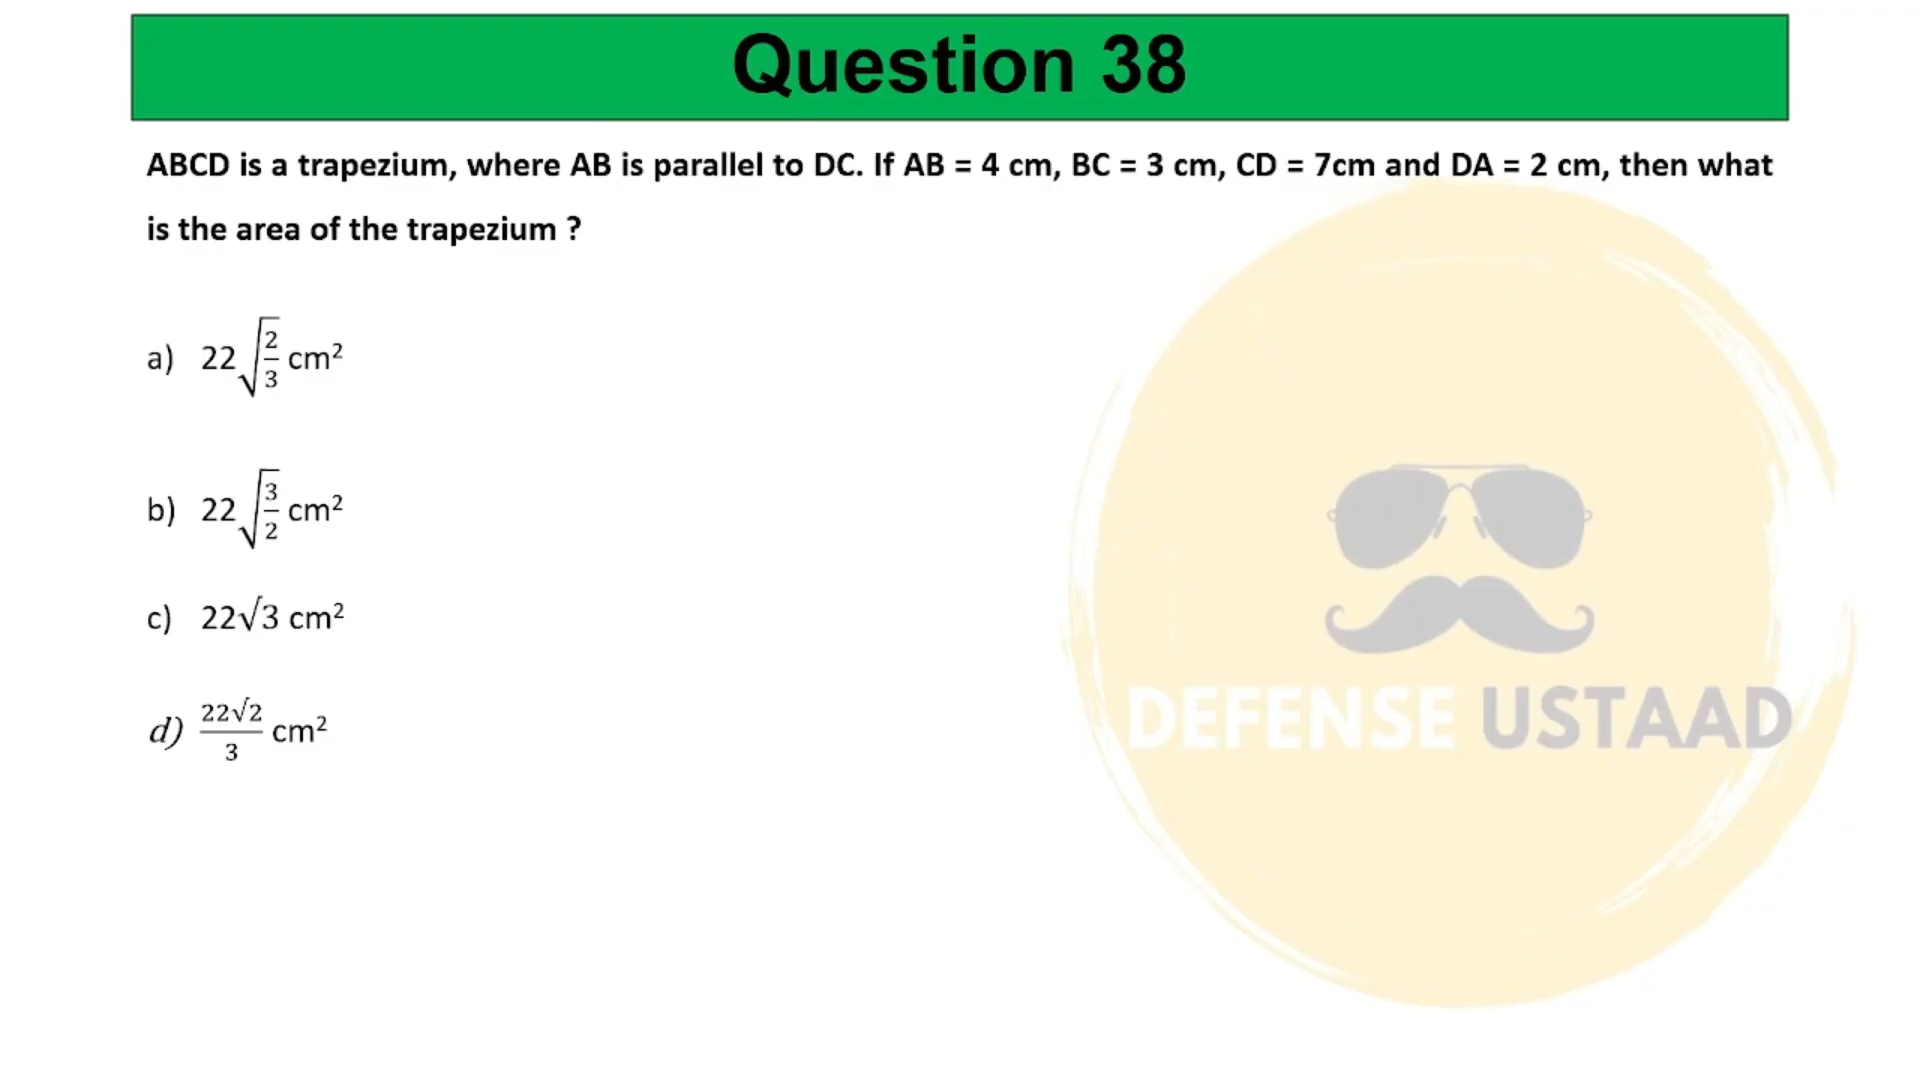 Question 38
ABCD is a trapezium, where AB is parallel to DC. If AB = 4 cm, BC = 3 cm, CD = 7cm and DA = 2 cm, then what
is the area of the trapezium ?
a) 22√(2/3) cm²
b) 22√(3/2) cm²
c) 22√3 cm²
d) 22√2/3 cm²
DEFENSE USTAAD